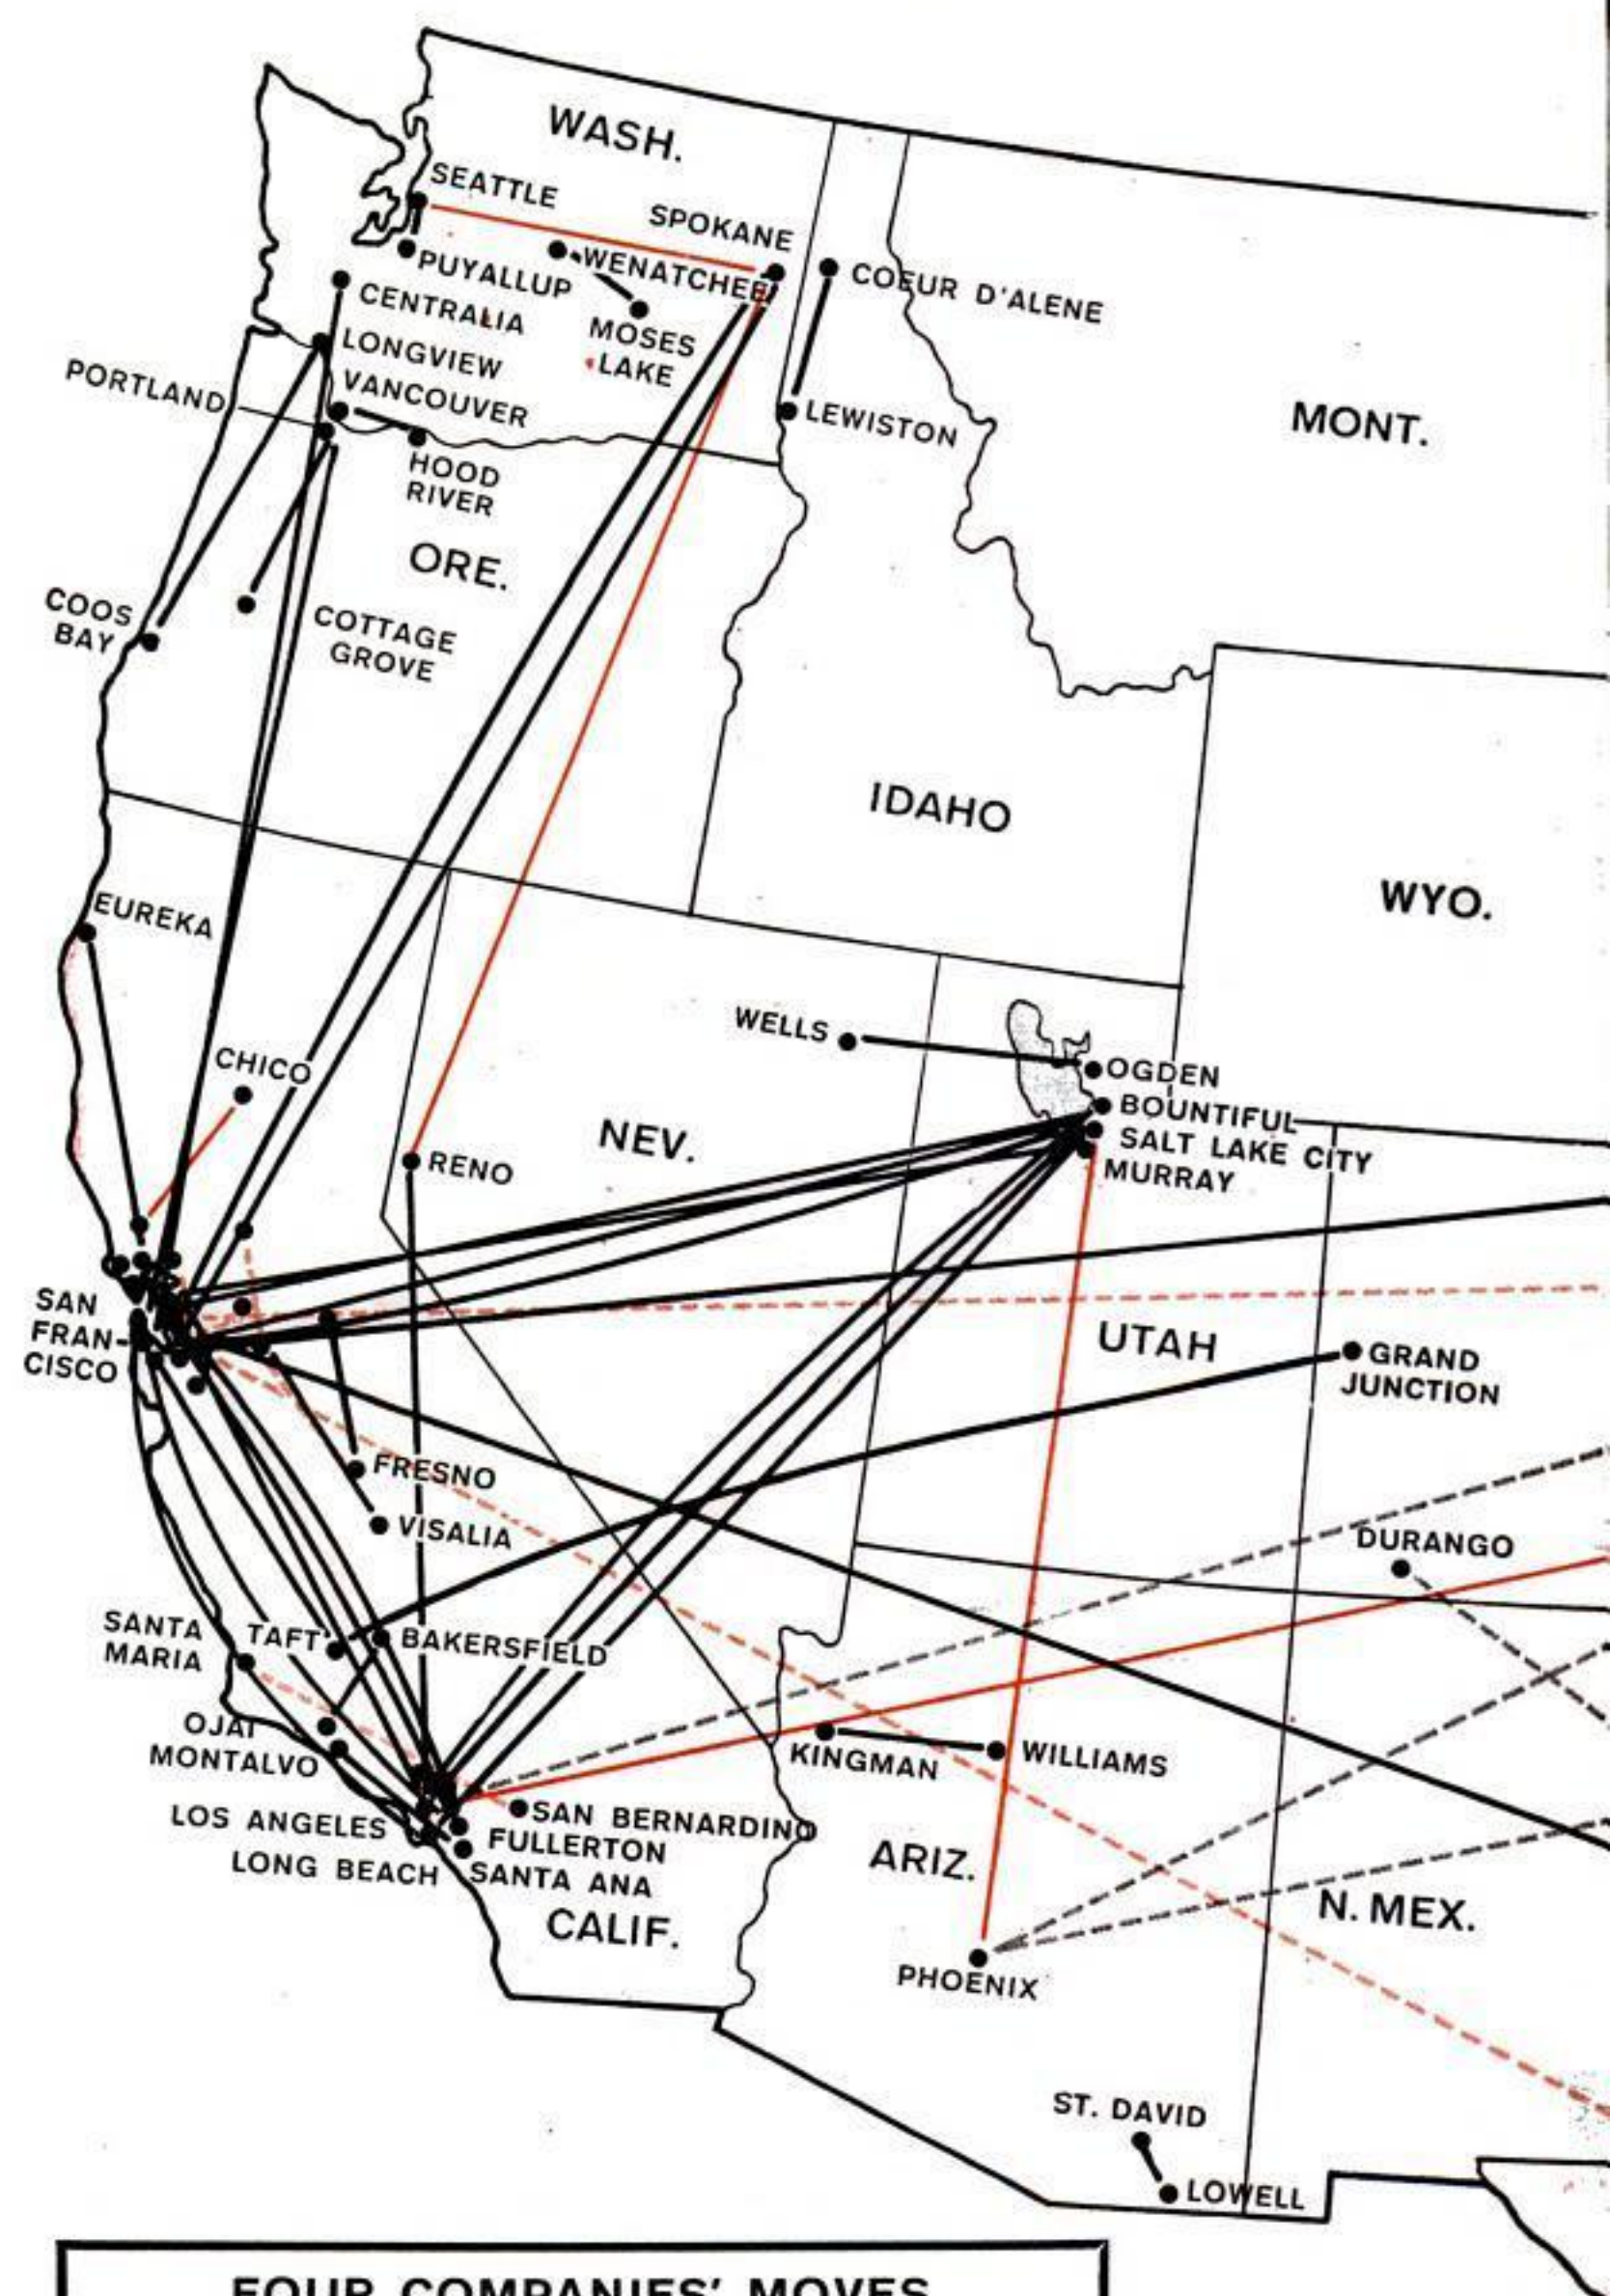 WASH.
SEATTLE
SPOKANE
PUYALLUP
WENATCHEE
COEUR D'ALENE
CENTRALIA
MOSES
LAKE
LONGVIEW
PORTLAND
VANCOUVER
LEWISTON
MONT.
HOOD
RIVER
ORE.
COOS
BAY
COTTAGE
GROVE
IDAHO
WYO.
EUREKA
WELLS
CHICO
OGDEN
BOUNTIFUL
NEV.
SALT LAKE CITY
RENO
MURRAY
SAN
FRAN-
CISCO
UTAH
GRAND
JUNCTION
FRESNO
VISALIA
DURANGO
SANTA
MARIA
TAFT
BAKERSFIELD
OJAI
MONTALVO
KINGMAN
WILLIAMS
SAN BERNARDINO
LOS ANGELES
FULLERTON
LONG BEACH
SANTA ANA
ARIZ.
N. MEX.
CALIF.
PHOENIX
ST. DAVID
LOWELL
FOUR COMPANIES' MOVES